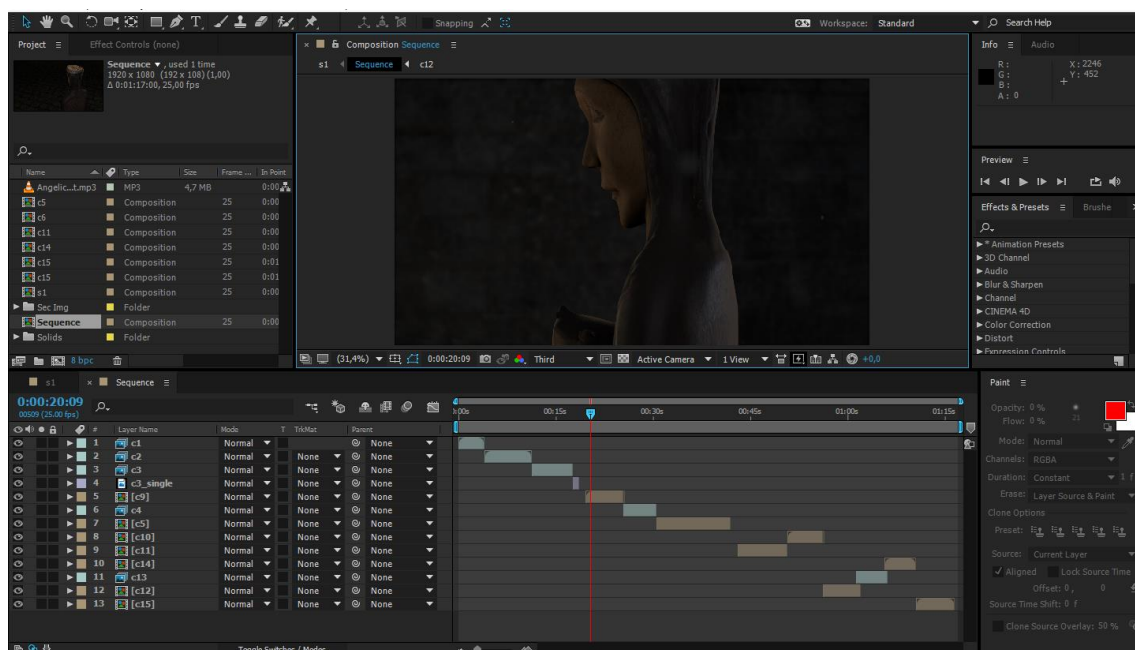 Snapping
Workspace: Standard
Search Help
Project
Effect Controls (none)
Composition Sequence
Info
Audio
Sequence , used 1 time
1920 x 1080 (192 x 108) (1,00)
Δ 0:01:17:00, 25,00 fps
s1 Sequence c12
R :
G :
B :
A : 0
X : 2246
Y : 452
Preview
Effects & Presets
Brushe
Name Type Size Frame ... In Point
Angelic...t.mp3 MP3 4,7 MB 0:00
c5 Composition 25 0:00
c6 Composition 25 0:00
c11 Composition 25 0:00
c14 Composition 25 0:00
c15 Composition 25 0:01
c15 Composition 25 0:01
s1 Composition 25 0:00
Sec Img Folder
Sequence Composition 25 0:00
Solids Folder
8 bpc
* Animation Presets
3D Channel
Audio
Blur & Sharpen
Channel
CINEMA 4D
Color Correction
Distort
Expression Controls
(31,4%) 0:00:20:09 Third Active Camera 1 View +0,0
s1
Sequence
0:00:20:09
00509 (25.00 fps)
00:15s 00:30s 00:45s 01:00s 01:15s
# Layer Name Mode T TrkMat Parent
1 c1 Normal None
2 c2 Normal None None
3 c3 Normal None None
4 c3_single Normal None None
5 [c9] Normal None None
6 c4 Normal None None
7 [c5] Normal None None
8 [c10] Normal None None
9 [c11] Normal None None
10 [c14] Normal None None
11 c13 Normal None None
12 [c12] Normal None None
13 [c15] Normal None None
Toggle Switches / Modes
Paint
Opacity: 0 %
Flow: 0 %
21
Mode: Normal
Channels: RGBA
Duration: Constant 1 f
Erase: Layer Source & Paint
Clone Options
Preset:
Source: Current Layer
Aligned Lock Source Time
Offset: 0 , 0
Source Time Shift: 0 f
Clone Source Overlay: 50 %